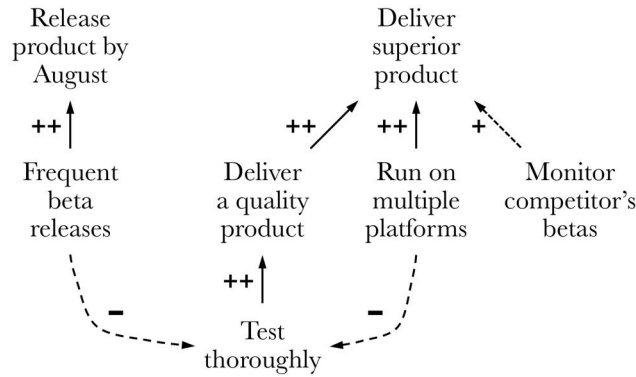 Release
product by
August
Deliver
superior
product
++
++
++
+
Frequent
beta
releases
Deliver
a quality
product
Run on
multiple
platforms
Monitor
competitor's
betas
++
–
–
Test
thoroughly